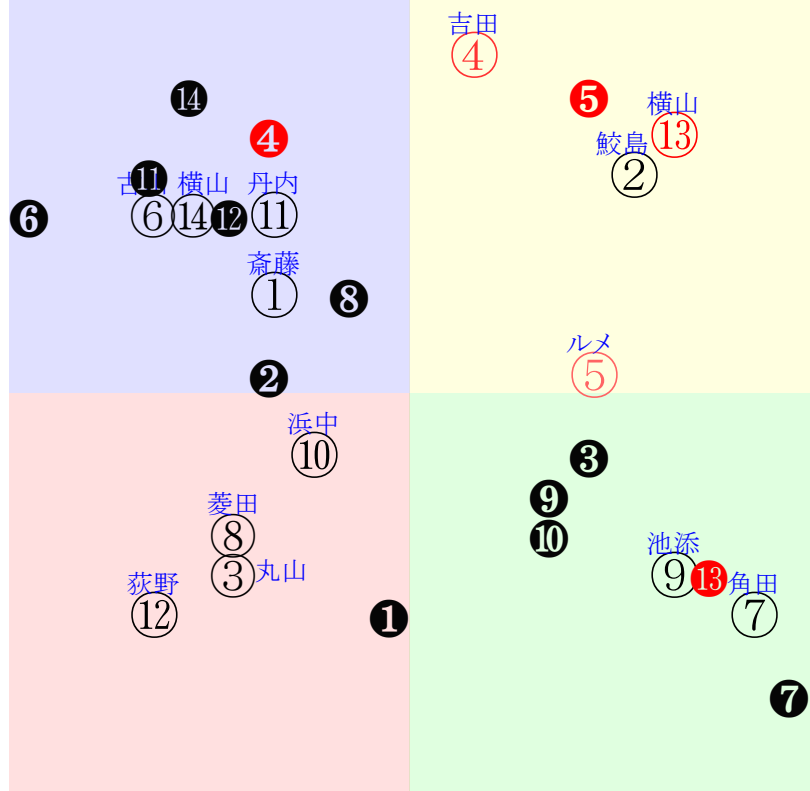 吉田
④
⓮
❺
横山
⑬
❹
鮫島
②
⓫
横山
丹内
❻
⑥
⑭
⓬
⑪
斎藤
①
❽
ルメ
⑤
❷
浜中
⑩
❸
菱田
❾
⑧
❿
池添
丸山
③
⑨
⓭
角田
荻野
⑫
⑦
❶
❼